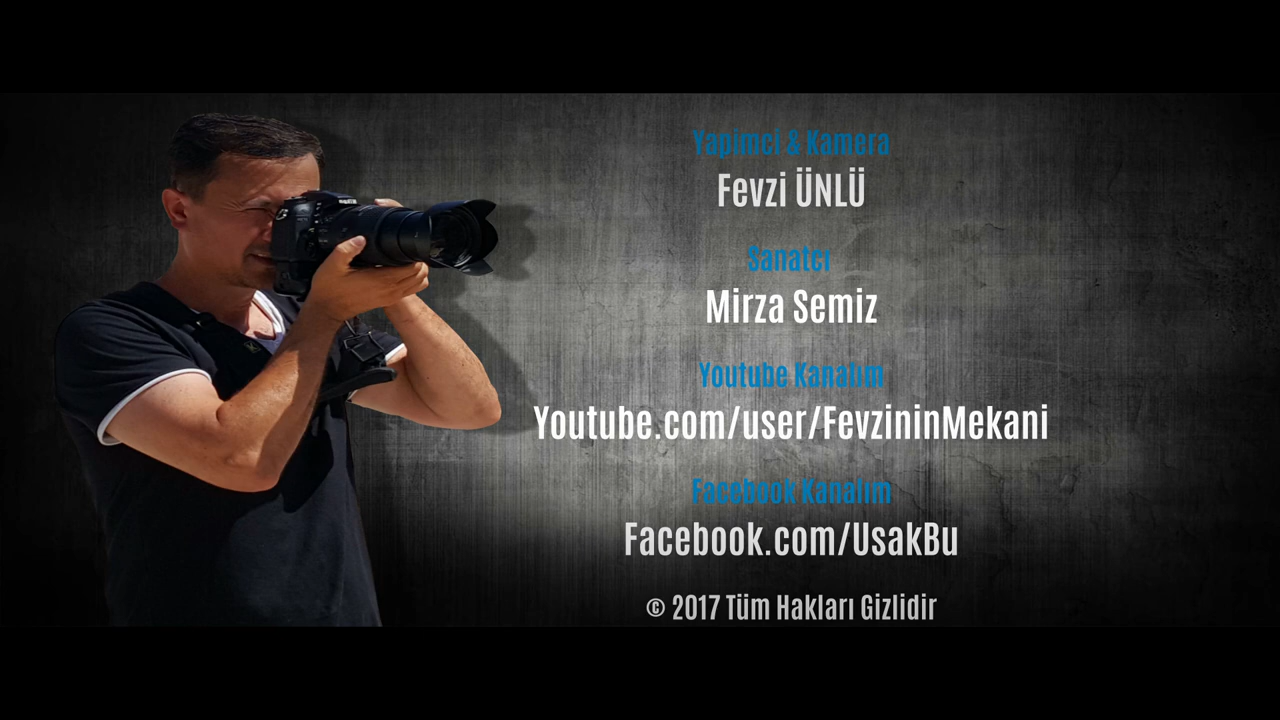 Yapimci & Kamera
Fevzi ÜNLÜ
Sanatcı
Mirza Semiz
Youtube Kanalım
Youtube.com/user/FevzininMekani
Facebook Kanalım
Facebook.com/UsakBu
© 2017 Tüm Hakları Gizlidir